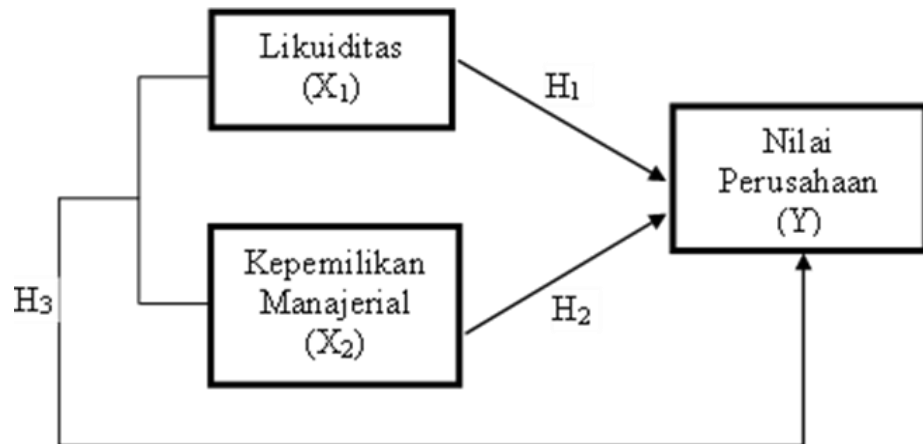 Likuiditas
(X₁)
H₁
Nilai
Perusahaan
(Y)
Kepemilikan
Manajerial
(X₂)
H₃
H₂